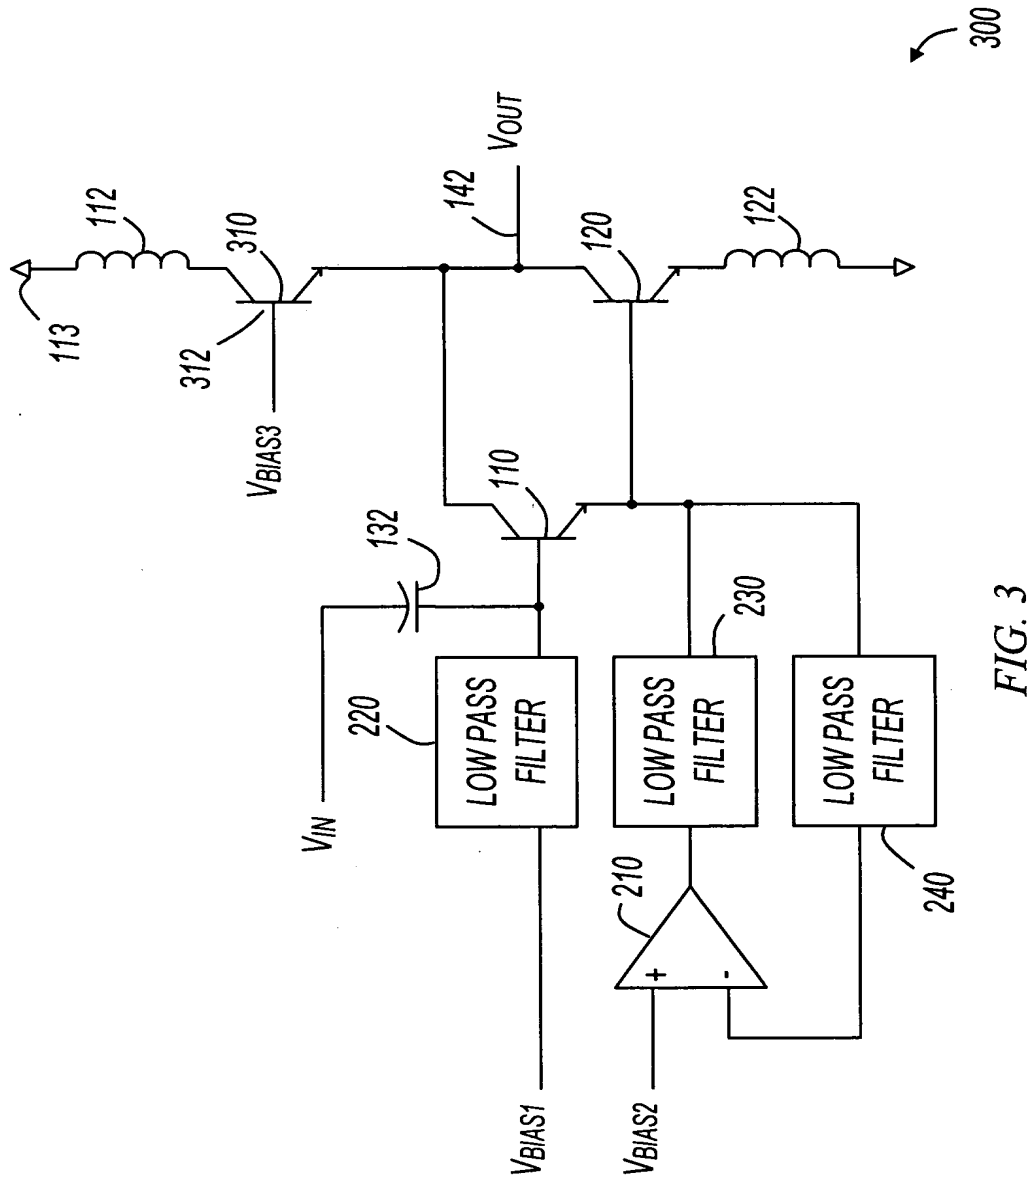 300
112
113
310
312
VBIAS3
142
VOUT
120
122
110
132
VIN
220
LOW PASS
FILTER
230
LOW PASS
FILTER
LOW PASS
FILTER
240
210
+
-
VBIAS1
VBIAS2
FIG. 3